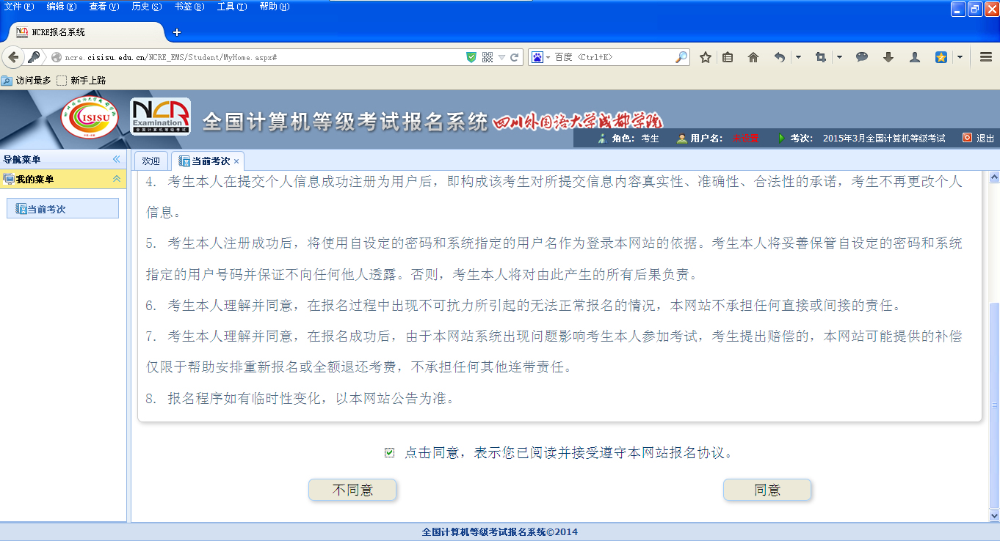 文件(F) 编辑(E) 查看(V) 历史(S) 书签(B) 工具(T) 帮助(H)
NCRE报名系统
ncre.cisisu.edu.cn/NCRE_EMS/Student/MyHome.aspx#
百度 <Ctrl+K>
访问最多 新手上路
CISISU
NCR
Examination
全国计算机等级考试
全国计算机等级考试报名系统
四川外国语大学成都学院
角色: 考生 用户名: 考次: 2015年3月全国计算机等级考试 退出
导航菜单
欢迎 当前考次
我的菜单
当前考次
4. 考生本人在提交个人信息成功注册为用户后，即构成该考生对所提交信息内容真实性、准确性、合法性的承诺，考生不再更改个人
信息。
5. 考生本人注册成功后，将使用自设定的密码和系统指定的用户名作为登录本网站的依据。考生本人将妥善保管自设定的密码和系统
指定的用户号码并保证不向任何他人透露。否则，考生本人将对由此产生的所有后果负责。
6. 考生本人理解并同意，在报名过程中出现不可抗力所引起的无法正常报名的情况，本网站不承担任何直接或间接的责任。
7. 考生本人理解并同意，在报名成功后，由于本网站系统出现问题影响考生本人参加考试，考生提出赔偿的，本网站可能提供的补偿
仅限于帮助安排重新报名或全额退还考费，不承担任何其他连带责任。
8. 报名程序如有临时性变化，以本网站公告为准。
点击同意，表示您已阅读并接受遵守本网站报名协议。
不同意 同意
全国计算机等级考试报名系统©2014